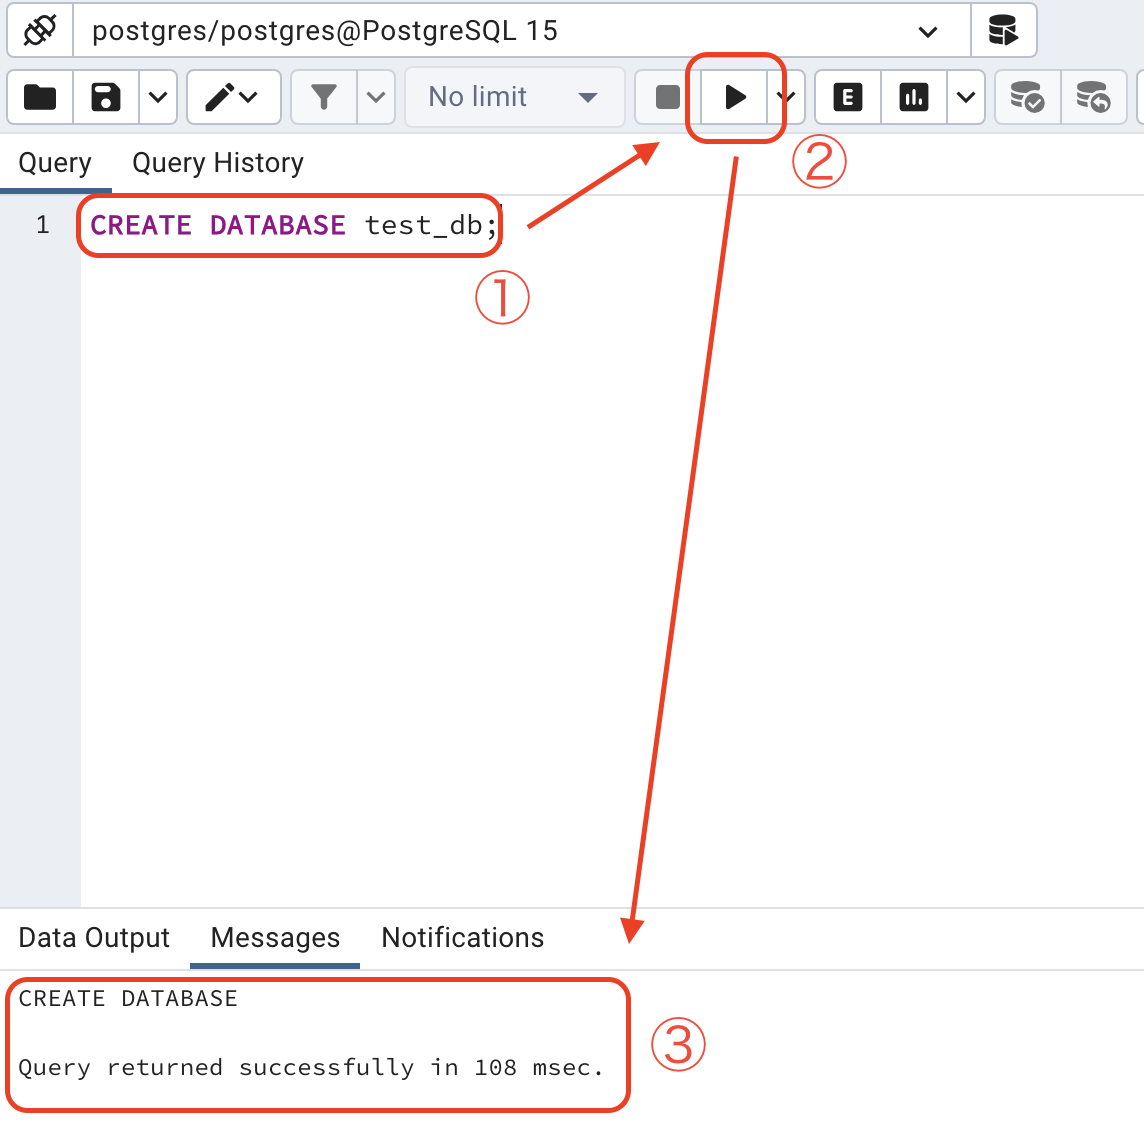 postgres/postgres@PostgreSQL 15
No limit
E
②
Query Query History
1 CREATE DATABASE test_db;
①
Data Output Messages Notifications
CREATE DATABASE
Query returned successfully in 108 msec.
③